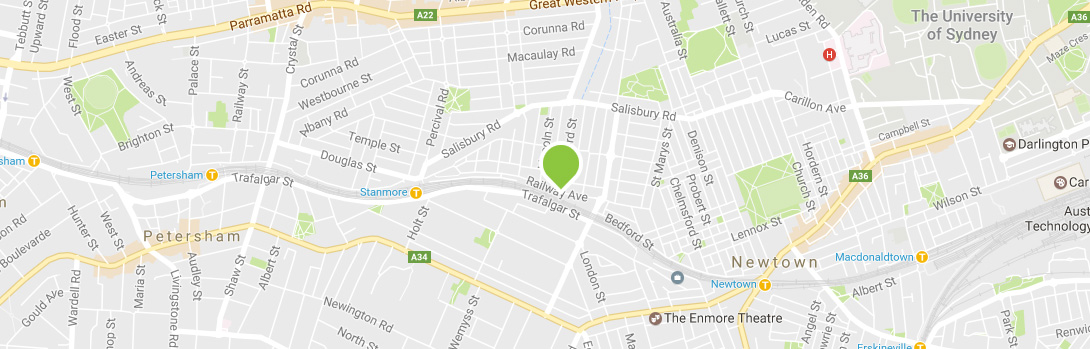 Tebbutt S
Upward St
Flood St
Easter St
Parramatta Rd
A22
Great Western
Crystal St
Corunna Rd
Macaulay Rd
Australia St
Lucas St
H
The University
of Sydney
A36
Maze Cres
West St
Andreas St
Palace St
Railway St
Corunna Rd
Westbourne St
Albany Rd
Percival Rd
Salisbury Rd
Salisbury Rd
Carillon Ave
Campbell St
Brighton St
Temple St
Douglas St
St Marys St
Denison St
Probert St
Chelmsford St
Hordern St
Church St
A36
Darlington P
sham
T
Petersham
T
Trafalgar St
Stanmore
T
Railway Ave
Trafalgar St
Bedford St
Lennox St
Wilson St
Car
Aust
Technology
Hunter St
West St
Petersham
Holt St
A34
Boulevarde
Gould Ave
Wardell Rd
Maria St
Livingstone Rd
Audley St
Shaw St
Albert St
Newington Rd
North St
Wemyss St
London St
Newtown
Newtown
T
Macdonaldtown
T
Albert St
The Enmore Theatre
Angel St
Erskineville
T
Park St